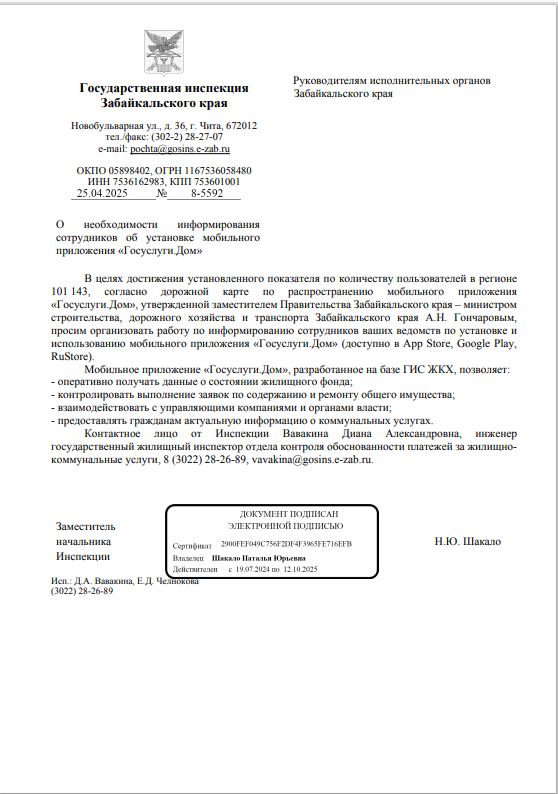 Государственная инспекция
Забайкальского края
Новобульварная ул., д. 36, г. Чита, 672012
тел./факс: (302-2) 28-27-07
e-mail: pochta@gosins.e-zab.ru
ОКПО 05898402, ОГРН 1167536058480
ИНН 7536162983, КПП 753601001
25.04.2025 № 8-5592
Руководителям исполнительных органов
Забайкальского края
О необходимости информирования
сотрудников об установке мобильного
приложения «Госуслуги.Дом»
В целях достижения установленного показателя по количеству пользователей в регионе
101 143, согласно дорожной карте по распространению мобильного приложения
«Госуслуги.Дом», утвержденной заместителем Правительства Забайкальского края – министром
строительства, дорожного хозяйства и транспорта Забайкальского края А.Н. Гончаровым,
просим организовать работу по информированию сотрудников ваших ведомств по установке и
использованию мобильного приложения «Госуслуги.Дом» (доступно в App Store, Google Play,
RuStore).
Мобильное приложение «Госуслуги.Дом», разработанное на базе ГИС ЖКХ, позволяет:
- оперативно получать данные о состоянии жилищного фонда;
- контролировать выполнение заявок по содержанию и ремонту общего имущества;
- взаимодействовать с управляющими компаниями и органами власти;
- предоставлять гражданам актуальную информацию о коммунальных услугах.
Контактное лицо от Инспекции Вавакина Диана Александровна, инженер
государственный жилищный инспектор отдела контроля обоснованности платежей за жилищно-
коммунальные услуги, 8 (3022) 28-26-89, vavakina@gosins.e-zab.ru.
Заместитель
начальника
Инспекции
ДОКУМЕНТ ПОДПИСАН
ЭЛЕКТРОННОЙ ПОДПИСЬЮ
Сертификат 2900FEF049C756F2DF4F3965FE716EFB
Владелец Шакало Наталья Юрьевна
Действителен с 19.07.2024 по 12.10.2025
Н.Ю. Шакало
Исп.: Д.А. Вавакина, Е.Д. Челнокова
(3022) 28-26-89